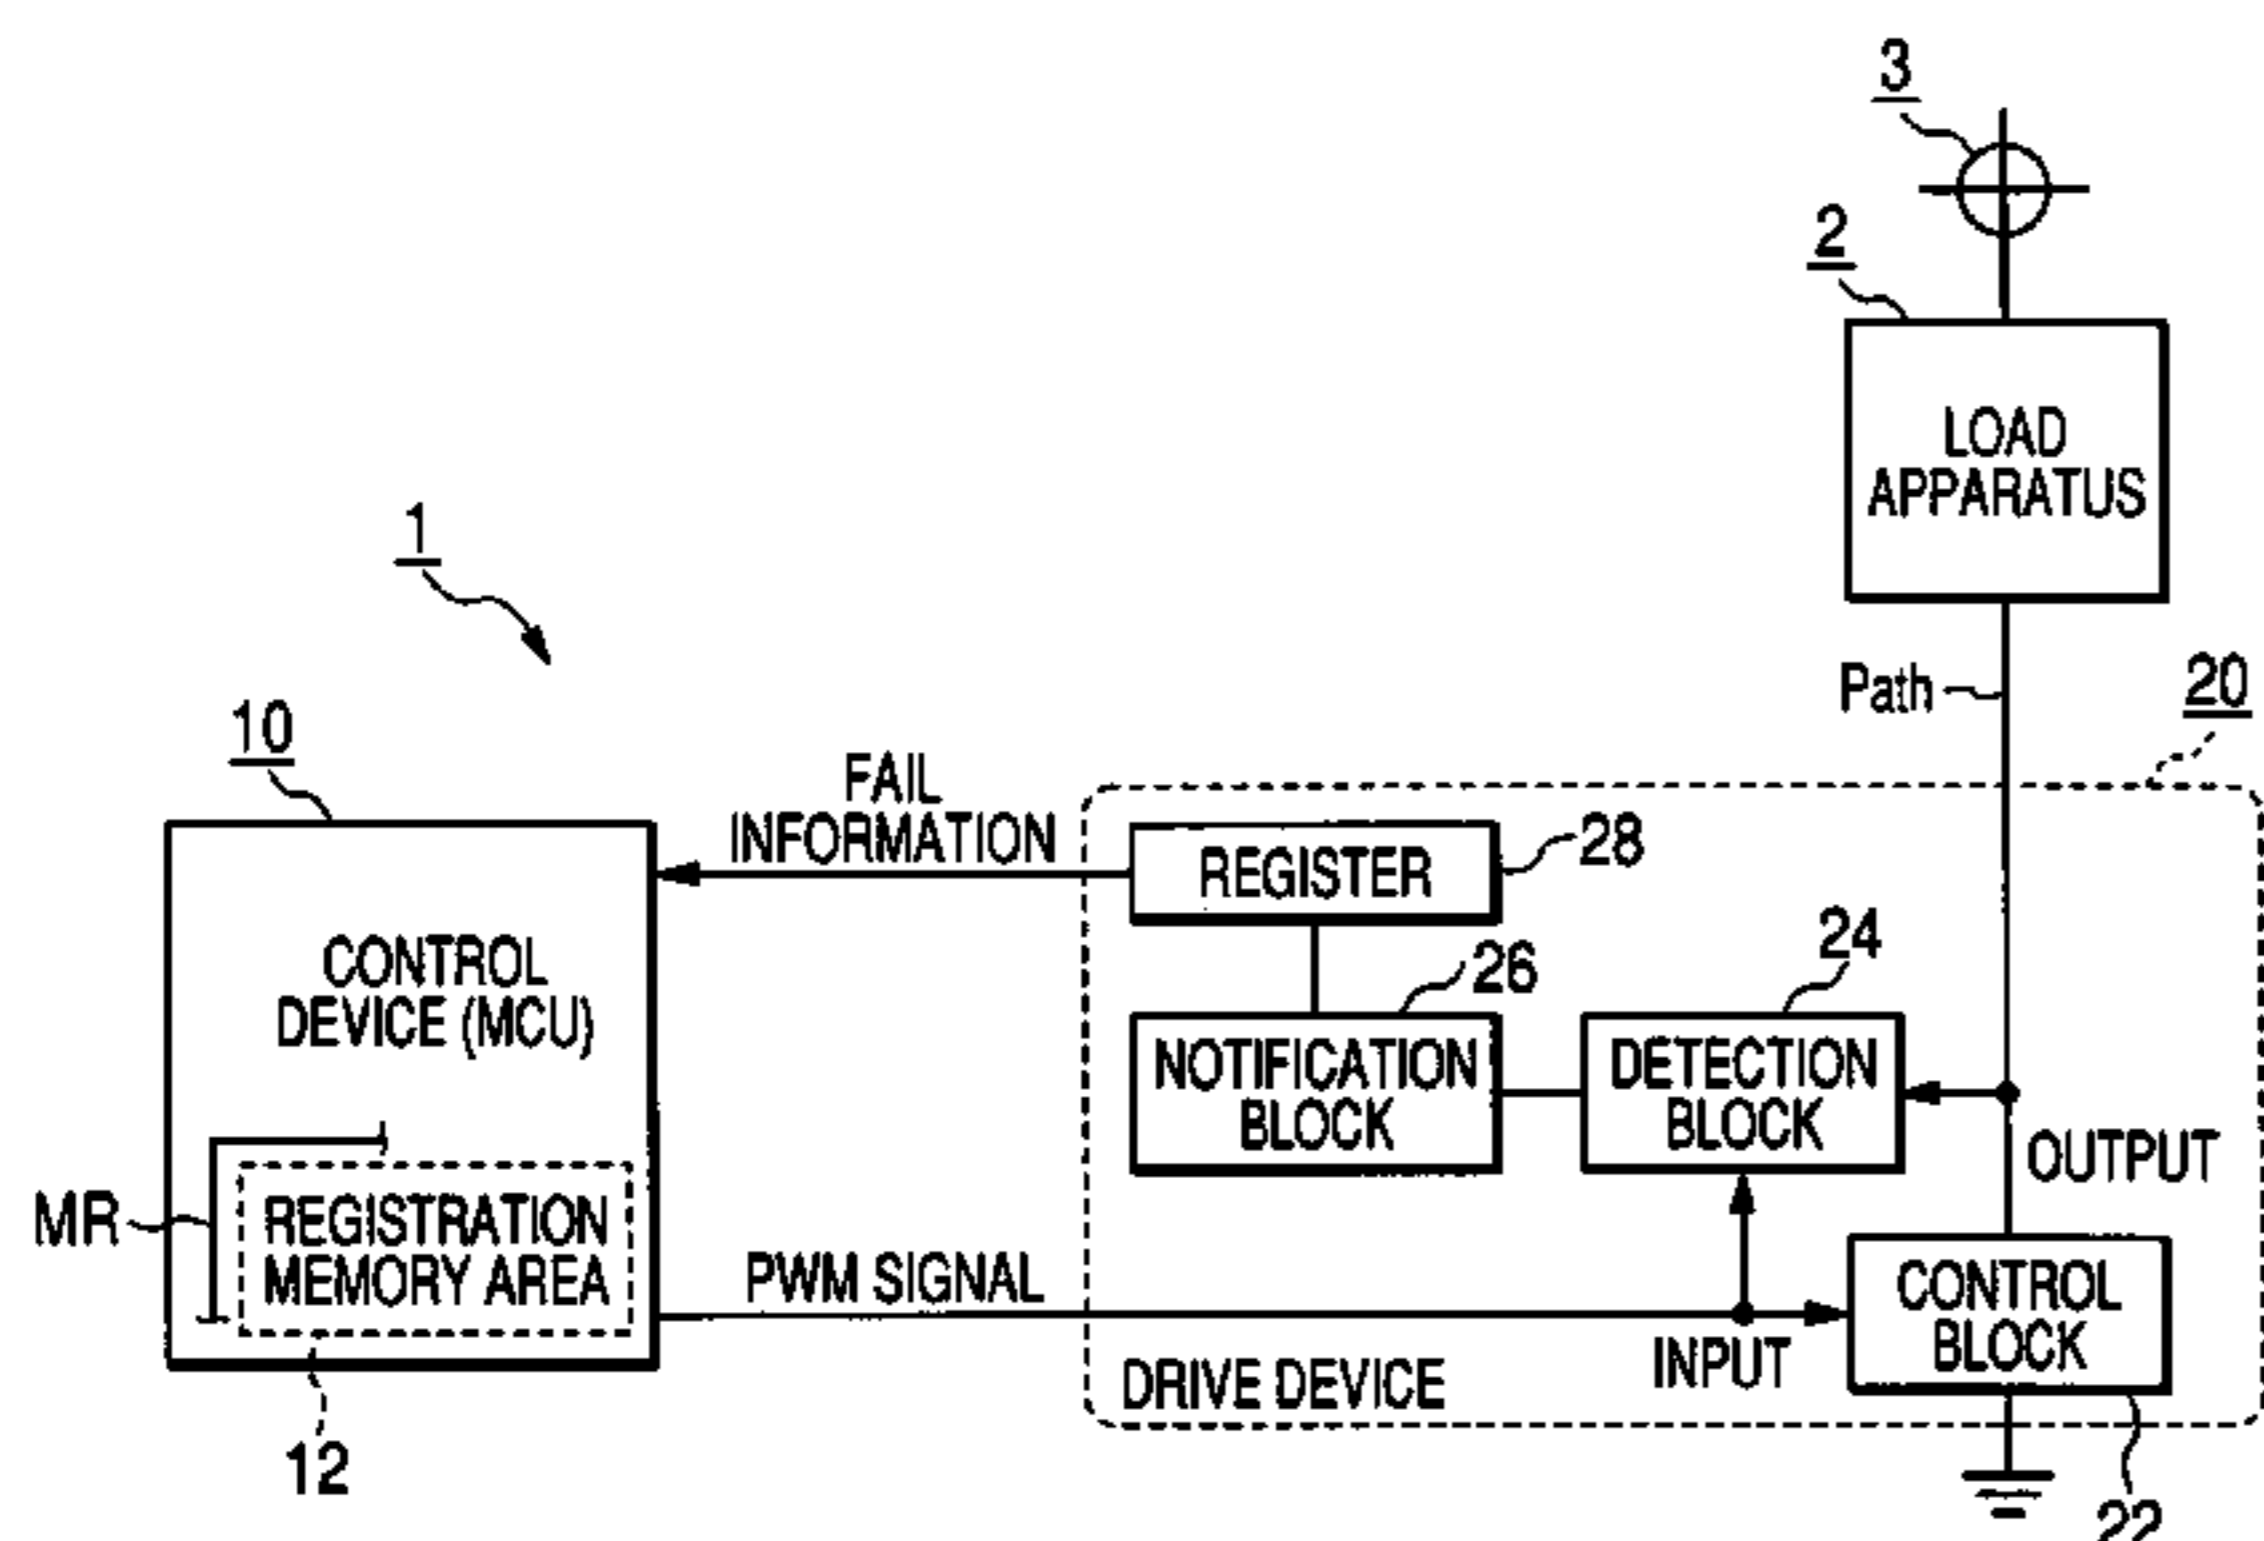 3
2
LOAD
APPARATUS
1
Path
20
10
FAIL
INFORMATION
REGISTER
28
CONTROL
DEVICE (MCU)
26
24
NOTIFICATION
BLOCK
DETECTION
BLOCK
OUTPUT
MR
REGISTRATION
MEMORY AREA
PWM SIGNAL
CONTROL
BLOCK
INPUT
DRIVE DEVICE
12
22